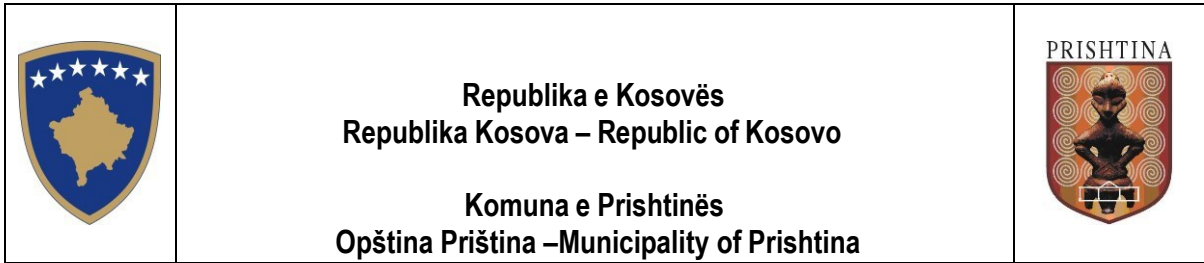 Republika e Kosovës
Republika Kosova – Republic of Kosovo
Komuna e Prishtinës
Opština Priština –Municipality of Prishtina
PRISHTINA